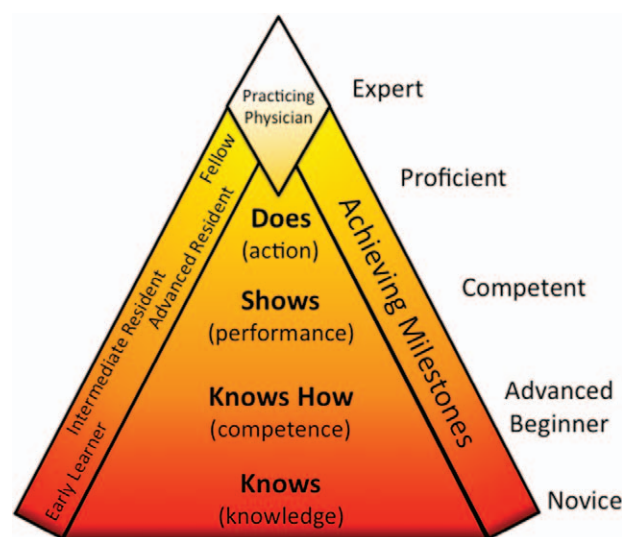 Practicing
Physician
Expert
Proficient
Competent
Advanced
Beginner
Novice
Fellow
Advanced Resident
Intermediate Resident
Early Learner
Achieving Milestones
Does
(action)
Shows
(performance)
Knows How
(competence)
Knows
(knowledge)